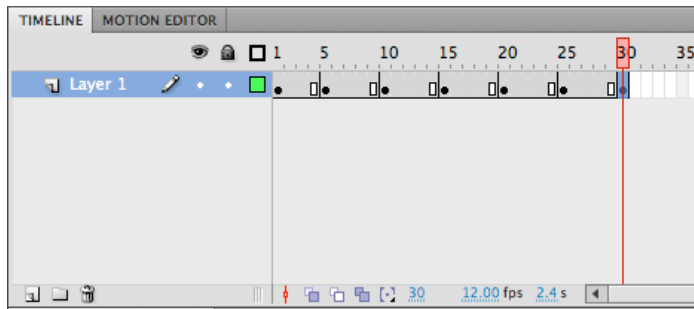 TIMELINE MOTION EDITOR
1 5 10 15 20 25 30 35
Layer 1
30 12.00 fps 2.4 s